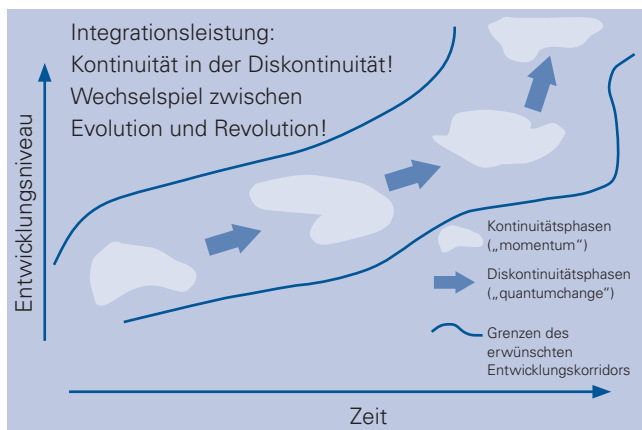 Integrationsleistung:
Kontinuität in der Diskontinuität!
Wechselspiel zwischen
Evolution und Revolution!
Entwicklungsniveau
Kontinuitätsphasen
(„momentum“)
Diskontinuitätsphasen
(„quantumchange“)
Grenzen des
erwünschten
Entwicklungskorridors
Zeit